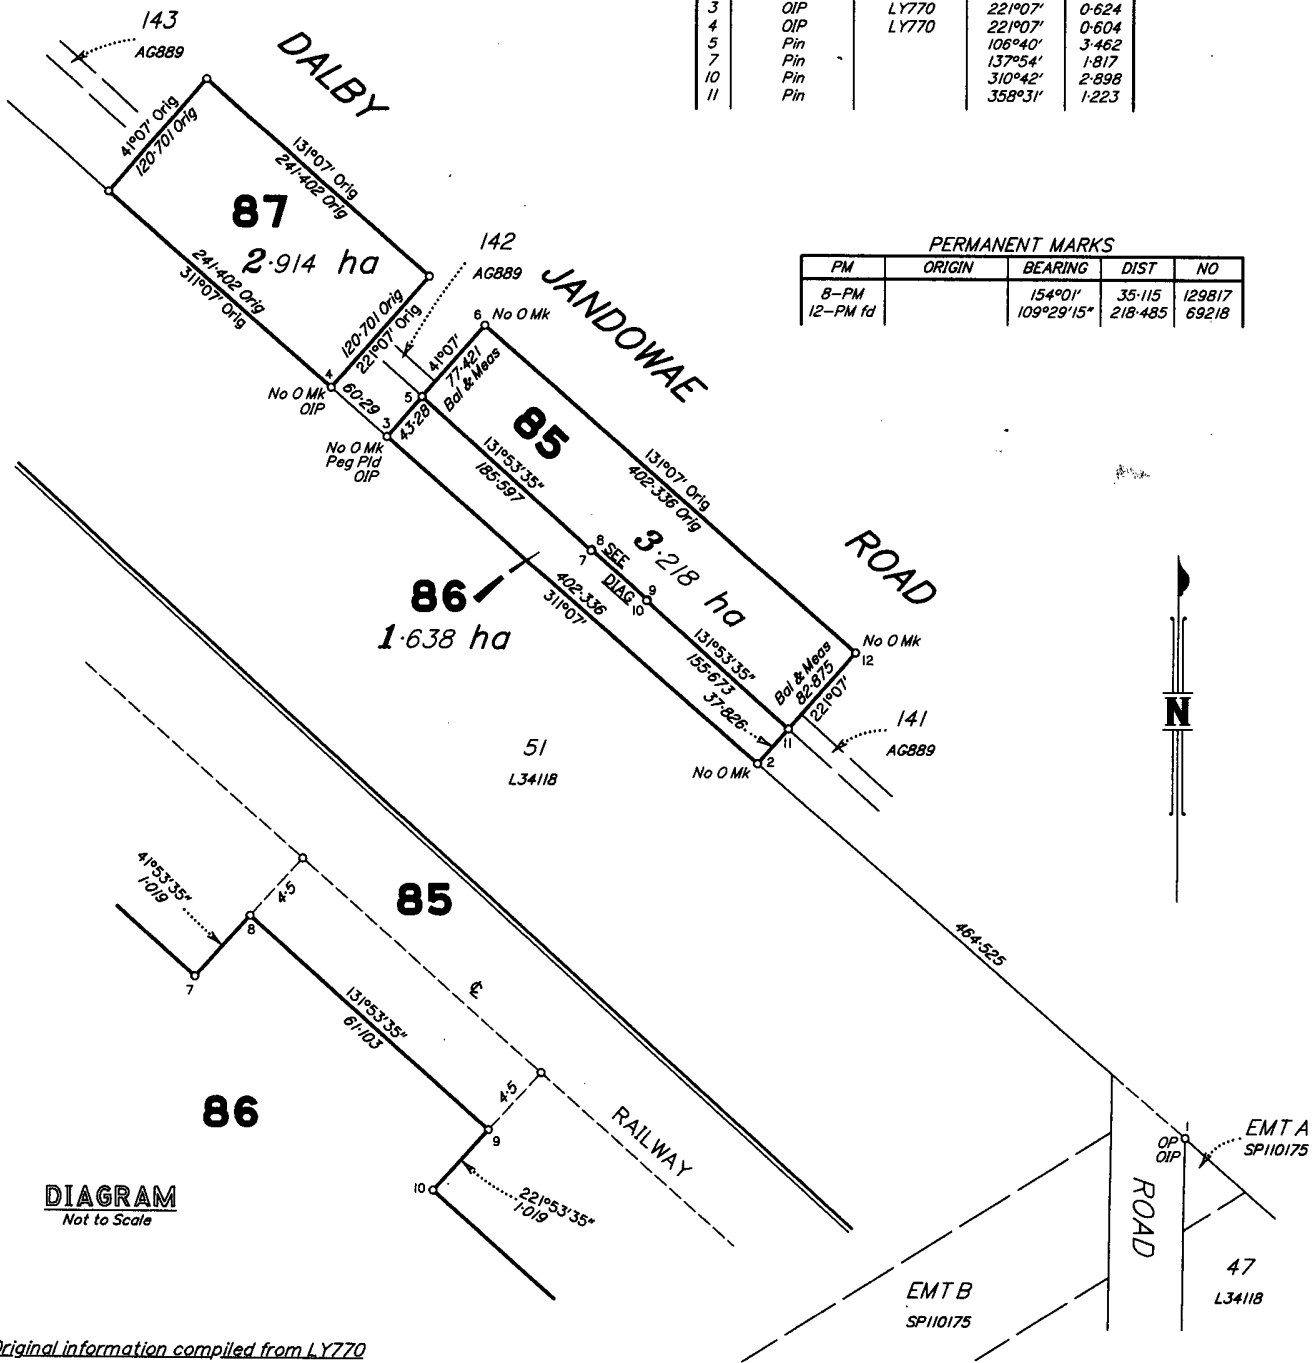 3 OIP LY770 221°07' 0·624
4 OIP LY770 221°07' 0·604
5 Pin 106°40' 3·462
7 Pin 137°54' 1·817
10 Pin 310°42' 2·898
11 Pin 358°31' 1·223
143
AG889
DALBY
41°07' Orig
120·701 Orig
131°07' Orig
241·402 Orig
87
2·914 ha
241·402 Orig
311°07' Orig
120·701 Orig
221°07' Orig
142
AG889
JANDOWAE
PERMANENT MARKS
PM ORIGIN BEARING DIST NO
8-PM 154°01' 35·115 129817
12-PM fd 109°29'15" 218·485 69218
6 No O Mk
41°07'
77·421
Bal & Meas
4
No O Mk
OIP
60·29
5
3
43·28
No O Mk
Peg Pld
OIP
85
131°53'35"
185·597
131°07' Orig
402·336 Orig
8
7
SEE
DIAG
9
10
3·218 ha
ROAD
86
1·638 ha
402·336
311°07'
131°53'35"
155·673
Bal & Meas
82·875
221°07'
No O Mk
12
37·826
11
2
No O Mk
141
AG889
N
51
L34118
464·525
41°53'35"
1·019
4·5
8
7
85
℄
131°53'35"
61·103
4·5
86
9
10
RAILWAY
221°53'35"
1·019
DIAGRAM
Not to Scale
1
OP
OIP
EMT A
SP110175
ROAD
47
L34118
EMT B
SP110175
Original information compiled from LY770